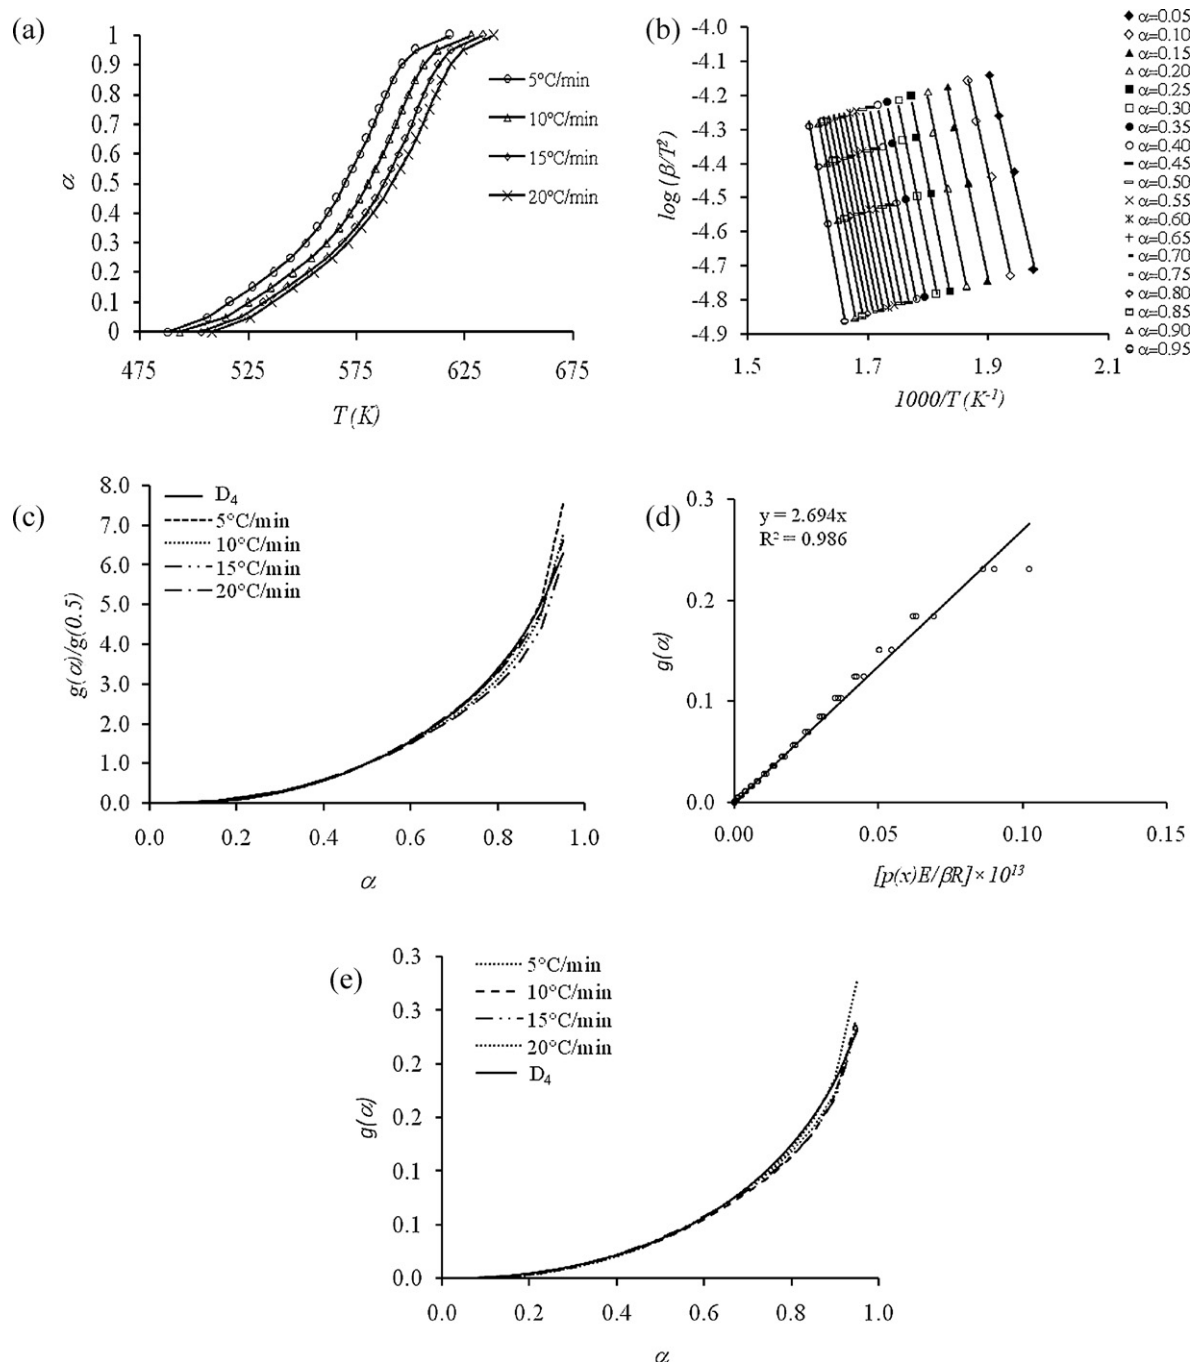 (a)
1
0.9
0.8
0.7
0.6
0.5
0.4
0.3
0.2
0.1
0
α
475 525 575 625 675
T (K)
5°C/min
10°C/min
15°C/min
20°C/min
(b)
-4.0
-4.1
-4.2
-4.3
-4.4
-4.5
-4.6
-4.7
-4.8
-4.9
log (β/T²)
1.5 1.7 1.9 2.1
1000/T (K⁻¹)
α=0.05
α=0.10
α=0.15
α=0.20
α=0.25
α=0.30
α=0.35
α=0.40
α=0.45
α=0.50
α=0.55
α=0.60
α=0.65
α=0.70
α=0.75
α=0.80
α=0.85
α=0.90
α=0.95
(c)
8.0
7.0
6.0
5.0
4.0
3.0
2.0
1.0
0.0
g(α)/g(0.5)
D₄
5°C/min
10°C/min
15°C/min
20°C/min
0.0 0.2 0.4 0.6 0.8 1.0
α
(d)
0.3
0.2
0.1
0.0
g(α)
y = 2.694x
R² = 0.986
0.00 0.05 0.10 0.15
[p(x)E/βR]×10¹³
(e)
0.3
0.3
0.2
0.2
0.1
0.1
0.0
g(α)
5°C/min
10°C/min
15°C/min
20°C/min
D₄
0.0 0.2 0.4 0.6 0.8 1.0
α